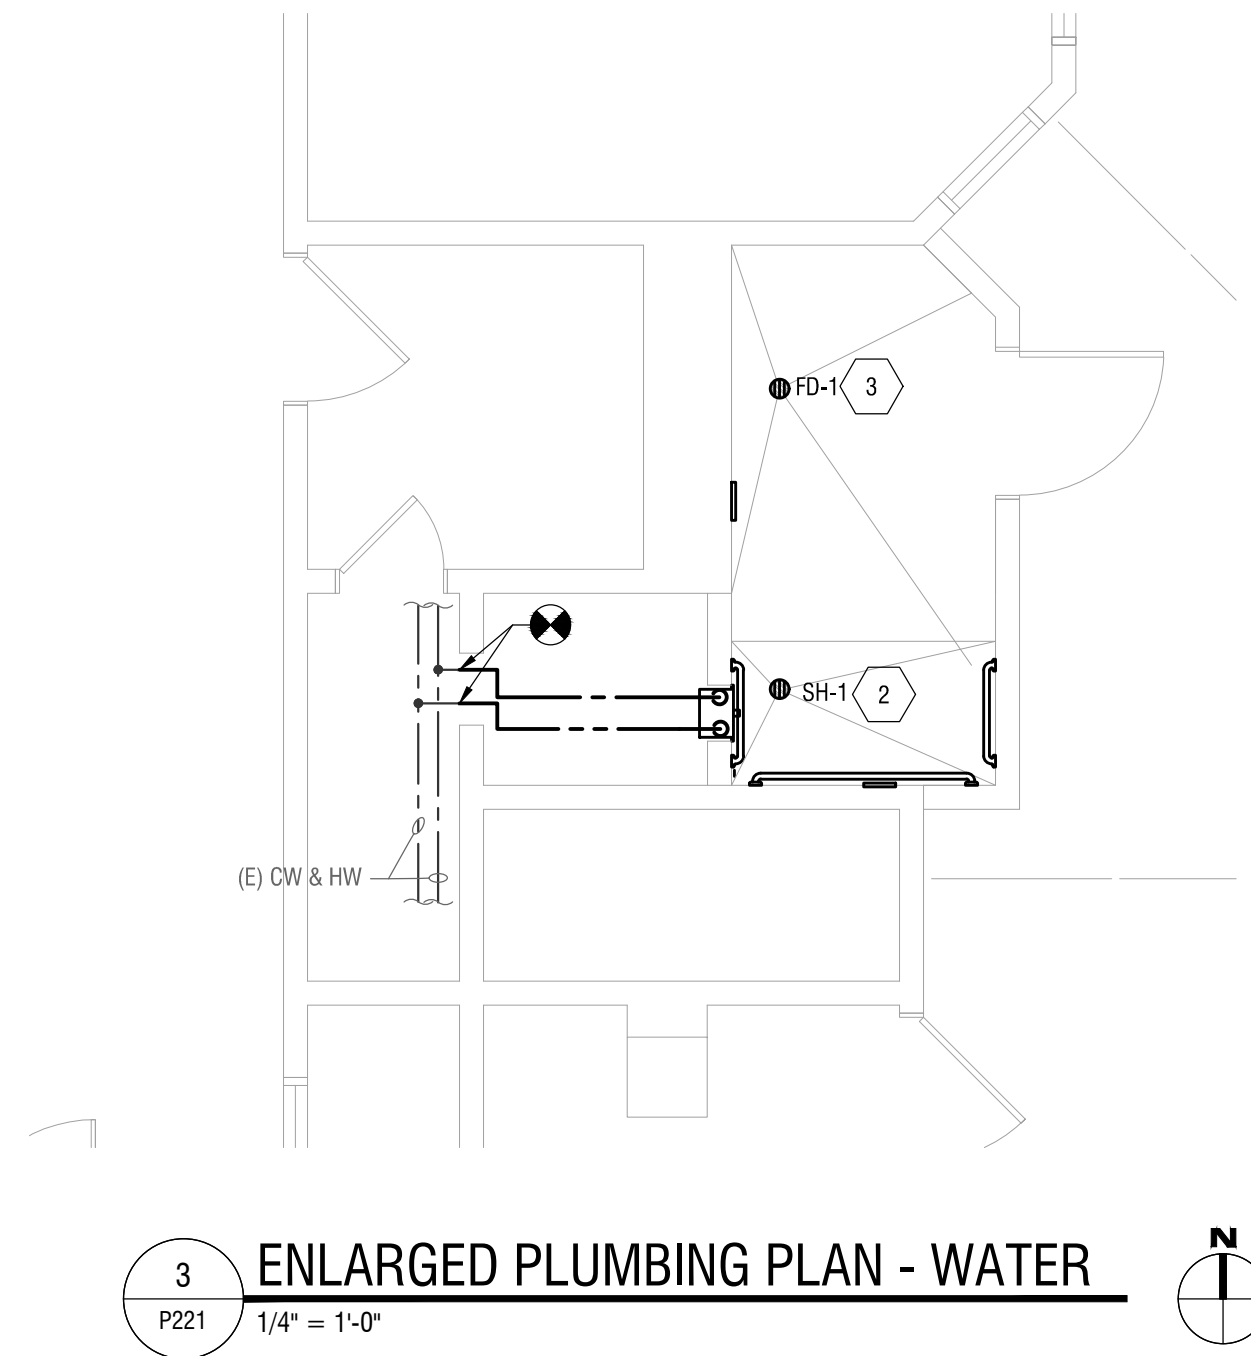 FD-1
3
SH-1
2
(E) CW & HW
3
P221
ENLARGED PLUMBING PLAN - WATER
1/4" = 1'-0"
N